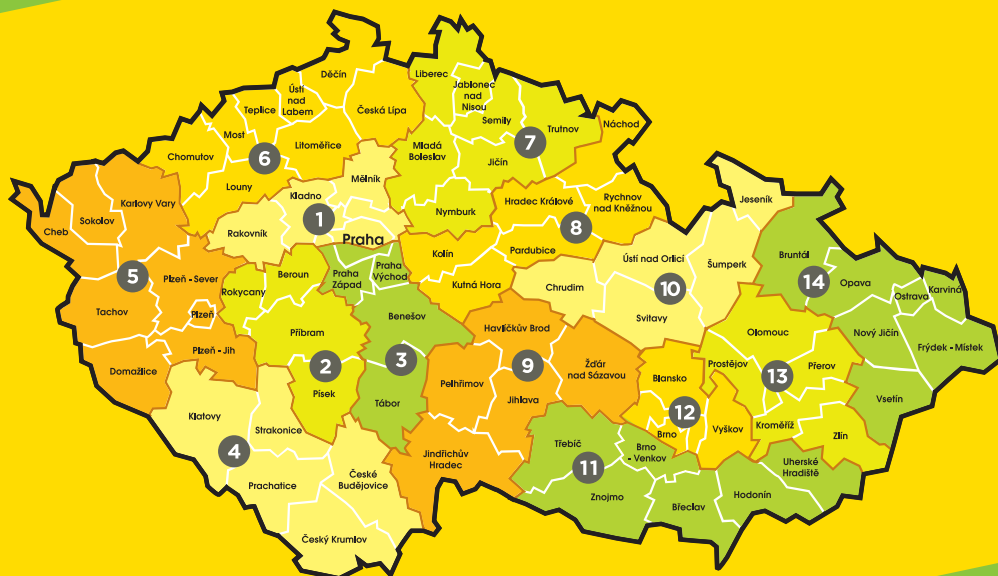 Děčín
Liberec
Ústí
nad
Labem
Jablonec
nad
Nisou
Teplice
Česká Lípa
Semily
Trutnov
Náchod
Most
Litoměřice
Mladá
Boleslav
7
Chomutov
6
Jičín
Mělník
Louny
Kladno
Karlovy Vary
Hradec Králové
Rychnov
nad Kněžnou
Jeseník
Sokolov
Nymburk
1
8
Cheb
Rakovník
Praha
Kolín
Pardubice
Bruntál
Ústí nad Orlicí
Šumperk
5
Plzeň - Sever
Beroun
Praha
Západ
Praha
Východ
14
Opava
Rokycany
Kutná Hora
Chrudim
10
Ostrava
Karviná
Tachov
Plzeň
Benešov
Svitavy
Příbram
Havlíčkův Brod
Olomouc
Nový Jičín
Frýdek - Místek
Plzeň - Jih
3
9
Žďár
nad Sázavou
Prostějov
Přerov
Domažlice
2
Pelhřimov
Blansko
13
Písek
Jihlava
Vsetín
Klatovy
Tábor
12
Kroměříž
Strakonice
Brno
Vyškov
Zlín
4
Třebíč
Brno
- Venkov
Jindřichův
Hradec
11
Uherské
Hradiště
České
Budějovice
Prachatice
Znojmo
Hodonín
Břeclav
Český Krumlov